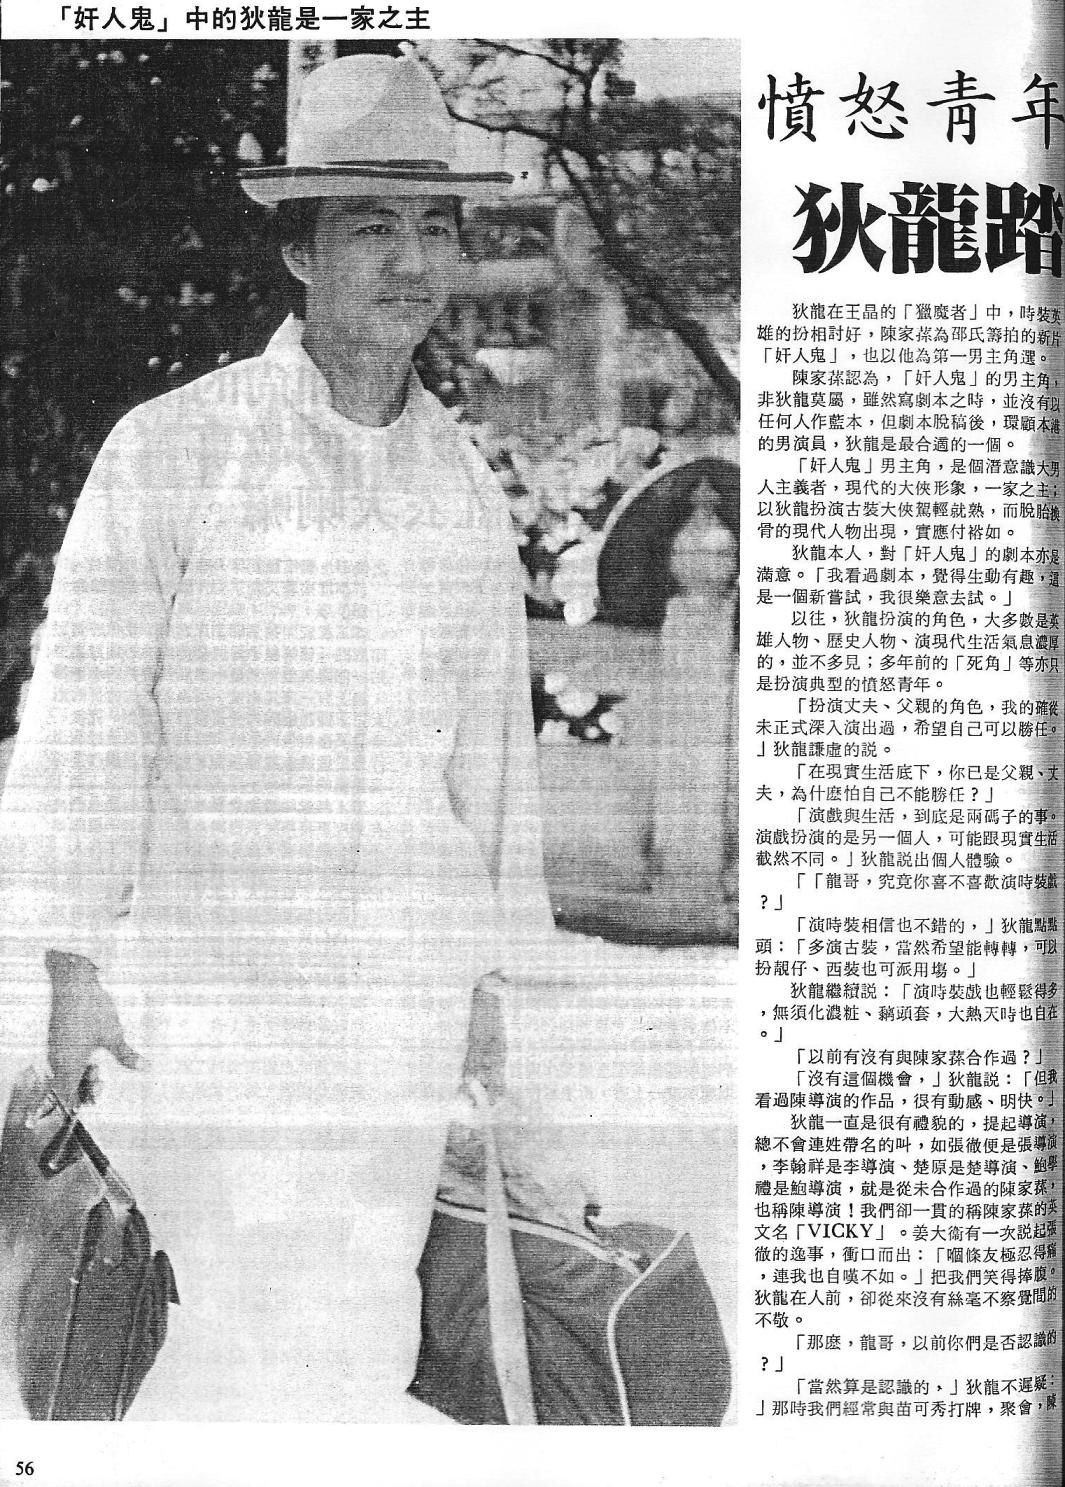 「奸人鬼」中的狄龍是一家之主
憤怒青年
狄龍踏
狄龍在王晶的「獵魔者」中，時裝英
雄的扮相討好，陳家蓀為邵氏籌拍的新片
「奸人鬼」，也以他為第一男主角選。
陳家蓀認為，「奸人鬼」的男主角，
非狄龍莫屬，雖然寫劇本之時，並沒有以
任何人作藍本，但劇本脫稿後，環顧本港
的男演員，狄龍是最合適的一個。
「奸人鬼」男主角，是個潛意識大男
人主義者，現代的大俠形象，一家之主；
以狄龍扮演古裝大俠駕輕就熟，而脫胎換
骨的現代人物出現，實應付裕如。
狄龍本人，對「奸人鬼」的劇本亦是
滿意。「我看過劇本，覺得生動有趣，這
是一個新嘗試，我很樂意去試。」
以往，狄龍扮演的角色，大多數是英
雄人物、歷史人物、演現代生活氣息濃厚
的，並不多見；多年前的「死角」等亦只
是扮演典型的憤怒青年。
「扮演丈夫、父親的角色，我的確從
未正式深入演出過，希望自己可以勝任。
」狄龍謙虛的説。
「在現實生活底下，你已是父親、丈
夫，為什麼怕自己不能勝任？」
「演戲與生活，到底是兩碼子的事。
演戲扮演的是另一個人，可能跟現實生活
截然不同。」狄龍説出個人體驗。
「「龍哥，究竟你喜不喜歡演時裝戲
？」
「演時裝相信也不錯的，」狄龍點點
頭：「多演古裝，當然希望能轉轉，可以
扮靚仔、西裝也可派用塲。」
狄龍繼續説：「演時裝戲也輕鬆得多
，無須化濃粧、黐頭套，大熱天時也自在
。」
「以前有沒有與陳家蓀合作過？」
「沒有這個機會，」狄龍説：「但我
看過陳導演的作品，很有動感、明快。」
狄龍一直是很有禮貌的，提起導演，
總不會連姓帶名的叫，如張徹便是張導演
，李翰祥是李導演、楚原是楚導演、鮑學
禮是鮑導演，就是從未合作過的陳家蓀，
也稱陳導演！我們卻一貫的稱陳家蓀的英
文名「VICKY」。姜大衛有一次説起張
徹的逸事，衝口而出：「嗰條友極忍得痛
，連我也自嘆不如。」把我們笑得捧腹。
狄龍在人前，卻從來沒有絲毫不察覺間的
不敬。
「那麼，龍哥，以前你們是否認識的
？」
「當然算是認識的，」狄龍不遲疑：
」那時我們經常與苗可秀打牌，聚會，陳
56